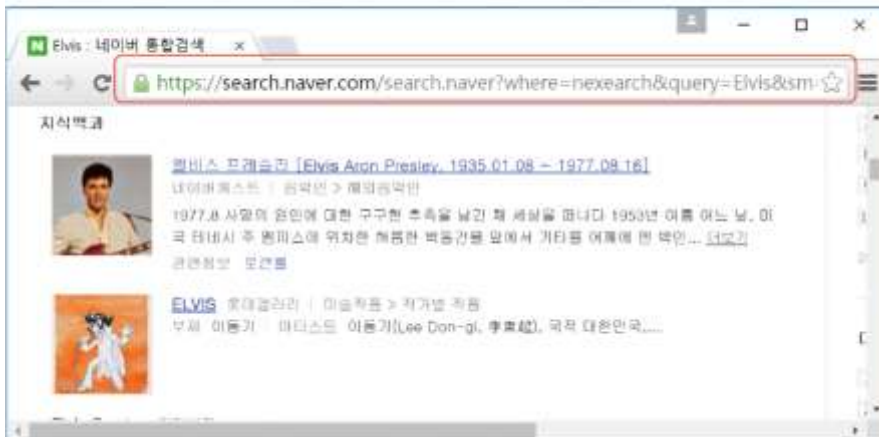 Elvis : 네이버 통합검색
https://search.naver.com/search.naver?where=nexearch&query=Elvis&sm
지식백과
엘비스 프레슬리 [Elvis Aron Presley, 1935.01.08 ~ 1977.08.16]
네이버캐스트 | 음악인 > 해외음악인
1977.8 사망의 원인에 대한 구구한 추측을 남긴 채 세상을 떠나다 1953년 여름 어느 날, 미
국 테네시 주 멤피스에 위치한 허름한 벽돌건물 앞에서 기타를 어깨에 멘 백인... 더보기
관련정보
ELVIS 롯데갤러리 | 미술작품 > 작가별 작품
부제 이동기 | 아티스트 이동기(Lee Don-gi, 李東起), 국적 대한민국,....